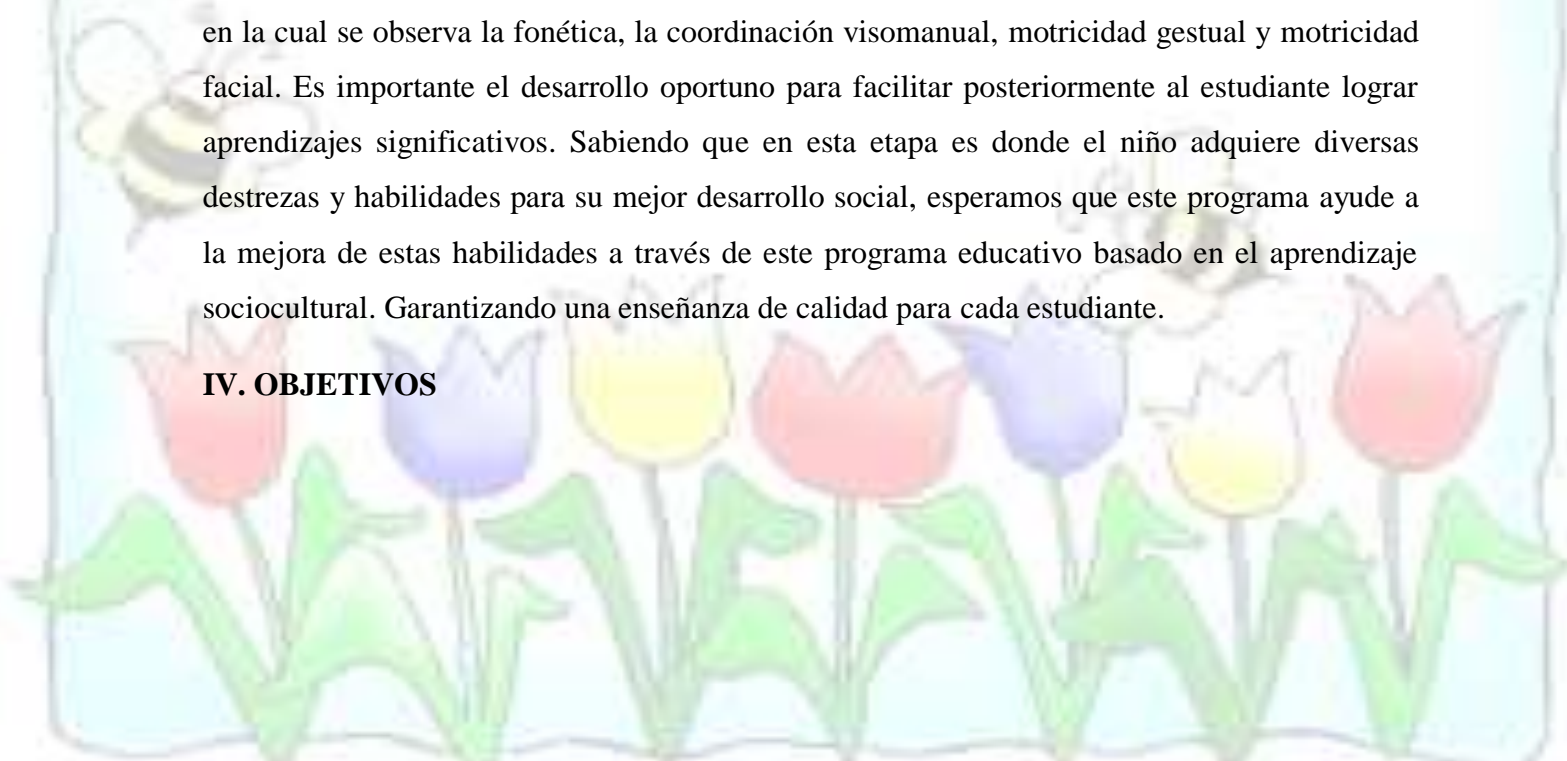 en la cual se observa la fonética, la coordinación visomanual, motricidad gestual y motricidad
facial. Es importante el desarrollo oportuno para facilitar posteriormente al estudiante lograr
aprendizajes significativos. Sabiendo que en esta etapa es donde el niño adquiere diversas
destrezas y habilidades para su mejor desarrollo social, esperamos que este programa ayude a
la mejora de estas habilidades a través de este programa educativo basado en el aprendizaje
sociocultural. Garantizando una enseñanza de calidad para cada estudiante.
IV. OBJETIVOS